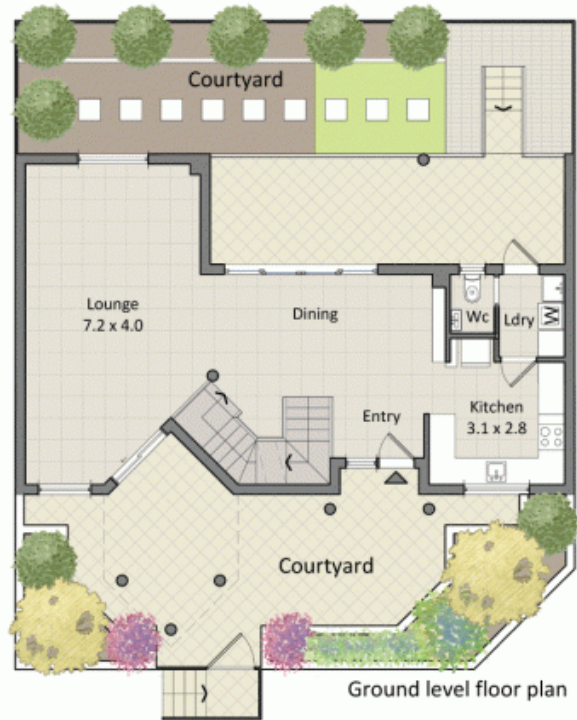 Courtyard
Lounge
7.2 x 4.0
Dining
Wc
Ldry
W
Entry
Kitchen
3.1 x 2.8
Courtyard
Ground level floor plan